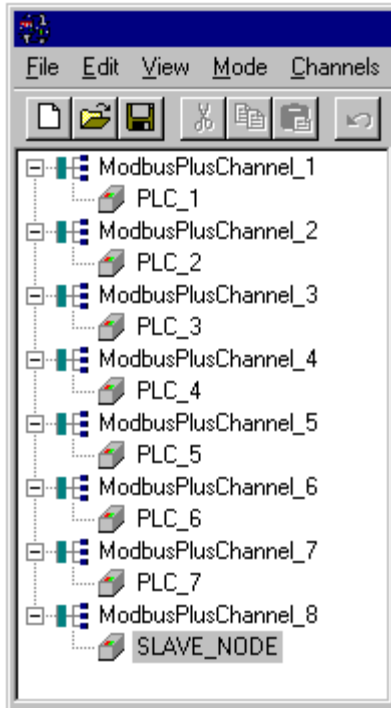 File Edit View Mode Channels
ModbusPlusChannel_1
PLC_1
ModbusPlusChannel_2
PLC_2
ModbusPlusChannel_3
PLC_3
ModbusPlusChannel_4
PLC_4
ModbusPlusChannel_5
PLC_5
ModbusPlusChannel_6
PLC_6
ModbusPlusChannel_7
PLC_7
ModbusPlusChannel_8
SLAVE_NODE